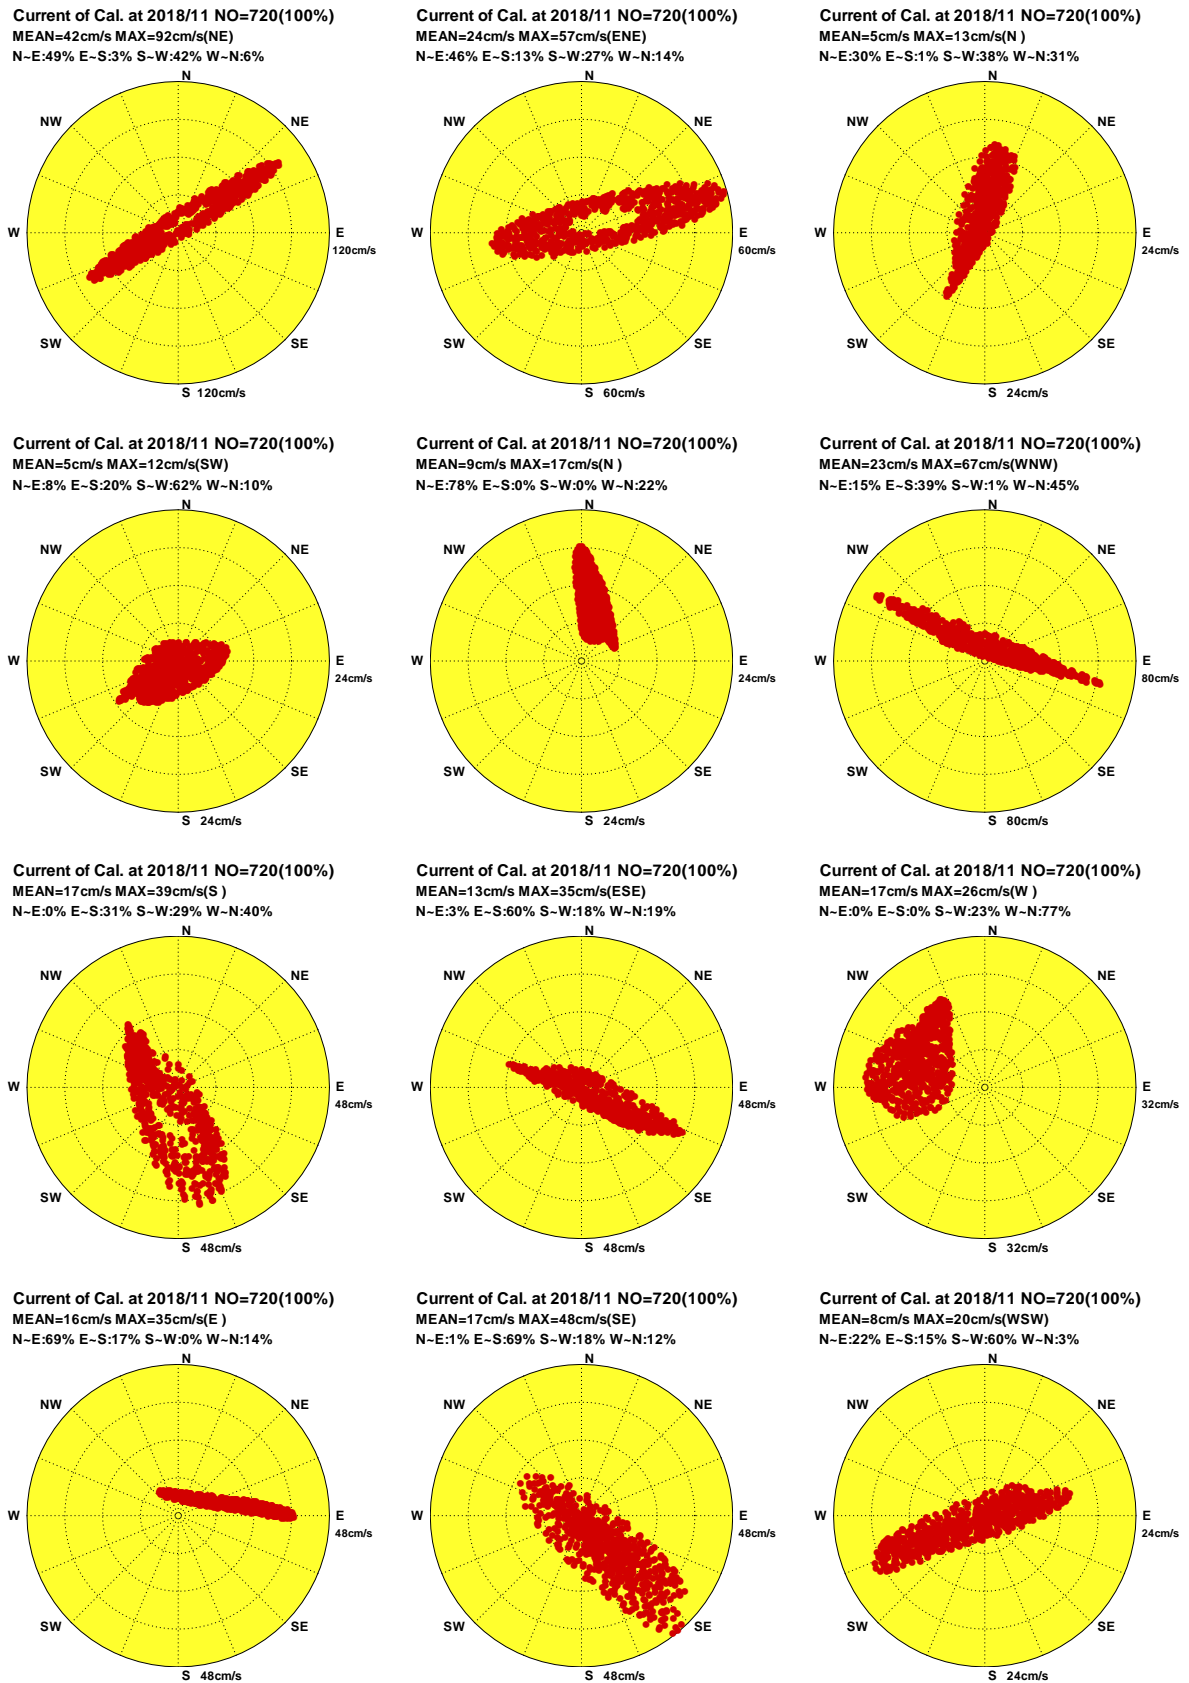 Current of Cal. at 2018/11 NO=720(100%)
MEAN=42cm/s MAX=92cm/s(NE)
N~E:49% E~S:3% S~W:42% W~N:6%
N
NW
NE
W
E
120cm/s
SW
SE
S 120cm/s
Current of Cal. at 2018/11 NO=720(100%)
MEAN=24cm/s MAX=57cm/s(ENE)
N~E:46% E~S:13% S~W:27% W~N:14%
N
NW
NE
W
E
60cm/s
SW
SE
S 60cm/s
Current of Cal. at 2018/11 NO=720(100%)
MEAN=5cm/s MAX=13cm/s(N )
N~E:30% E~S:1% S~W:38% W~N:31%
N
NW
NE
W
E
24cm/s
SW
SE
S 24cm/s
Current of Cal. at 2018/11 NO=720(100%)
MEAN=5cm/s MAX=12cm/s(SW)
N~E:8% E~S:20% S~W:62% W~N:10%
N
NW
NE
W
E
24cm/s
SW
SE
S 24cm/s
Current of Cal. at 2018/11 NO=720(100%)
MEAN=9cm/s MAX=17cm/s(N )
N~E:78% E~S:0% S~W:0% W~N:22%
N
NW
NE
W
E
24cm/s
SW
SE
S 24cm/s
Current of Cal. at 2018/11 NO=720(100%)
MEAN=23cm/s MAX=67cm/s(WNW)
N~E:15% E~S:39% S~W:1% W~N:45%
N
NW
NE
W
E
80cm/s
SW
SE
S 80cm/s
Current of Cal. at 2018/11 NO=720(100%)
MEAN=17cm/s MAX=39cm/s(S )
N~E:0% E~S:31% S~W:29% W~N:40%
N
NW
NE
W
E
48cm/s
SW
SE
S 48cm/s
Current of Cal. at 2018/11 NO=720(100%)
MEAN=13cm/s MAX=35cm/s(ESE)
N~E:3% E~S:60% S~W:18% W~N:19%
N
NW
NE
W
E
48cm/s
SW
SE
S 48cm/s
Current of Cal. at 2018/11 NO=720(100%)
MEAN=17cm/s MAX=26cm/s(W )
N~E:0% E~S:0% S~W:23% W~N:77%
N
NW
NE
W
E
32cm/s
SW
SE
S 32cm/s
Current of Cal. at 2018/11 NO=720(100%)
MEAN=16cm/s MAX=35cm/s(E )
N~E:69% E~S:17% S~W:0% W~N:14%
N
NW
NE
W
E
48cm/s
SW
SE
S 48cm/s
Current of Cal. at 2018/11 NO=720(100%)
MEAN=17cm/s MAX=48cm/s(SE)
N~E:1% E~S:69% S~W:18% W~N:12%
N
NW
NE
W
E
48cm/s
SW
SE
S 48cm/s
Current of Cal. at 2018/11 NO=720(100%)
MEAN=8cm/s MAX=20cm/s(WSW)
N~E:22% E~S:15% S~W:60% W~N:3%
N
NW
NE
W
E
24cm/s
SW
SE
S 24cm/s